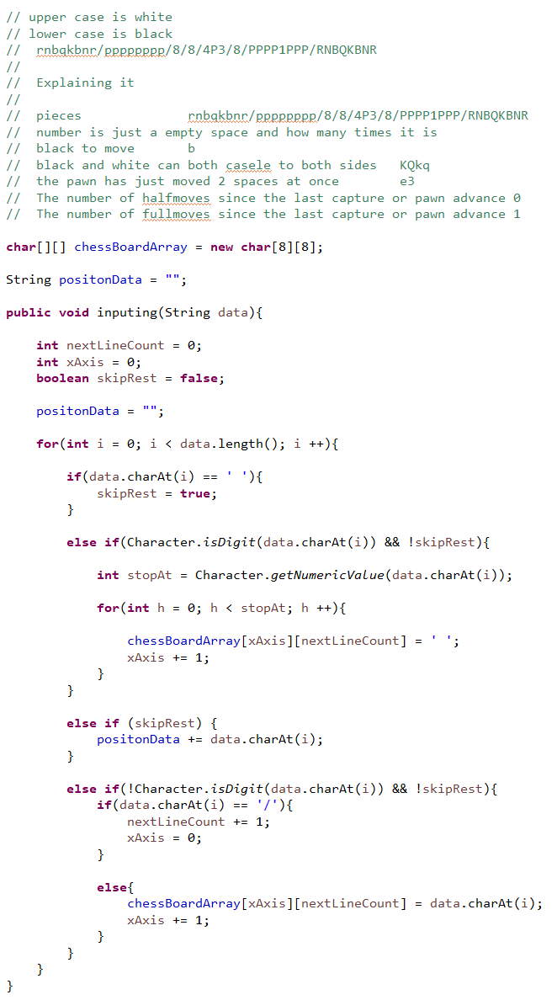 // upper case is white
// lower case is black
//  rnbqkbnr/pppppppp/8/8/4P3/8/PPPP1PPP/RNBQKBNR
//
//  Explaining it
//
//  pieces              rnbqkbnr/pppppppp/8/8/4P3/8/PPPP1PPP/RNBQKBNR
//  number is just a empty space and how many times it is
//  black to move       b
//  black and white can both casele to both sides   KQkq
//  the pawn has just moved 2 spaces at once        e3
//  The number of halfmoves since the last capture or pawn advance 0
//  The number of fullmoves since the last capture or pawn advance 1

char[][] chessBoardArray = new char[8][8];

String positonData = "";

public void inputing(String data){

    int nextLineCount = 0;
    int xAxis = 0;
    boolean skipRest = false;

    positonData = "";

    for(int i = 0; i < data.length(); i ++){

        if(data.charAt(i) == ' '){
            skipRest = true;
        }

        else if(Character.isDigit(data.charAt(i)) && !skipRest){

            int stopAt = Character.getNumericValue(data.charAt(i));

            for(int h = 0; h < stopAt; h ++){

                chessBoardArray[xAxis][nextLineCount] = ' ';
                xAxis += 1;
            }
        }

        else if (skipRest) {
            positonData += data.charAt(i);
        }

        else if(!Character.isDigit(data.charAt(i)) && !skipRest){
            if(data.charAt(i) == '/'){
                nextLineCount += 1;
                xAxis = 0;
            }

            else{
                chessBoardArray[xAxis][nextLineCount] = data.charAt(i);
                xAxis += 1;
            }
        }
    }
}